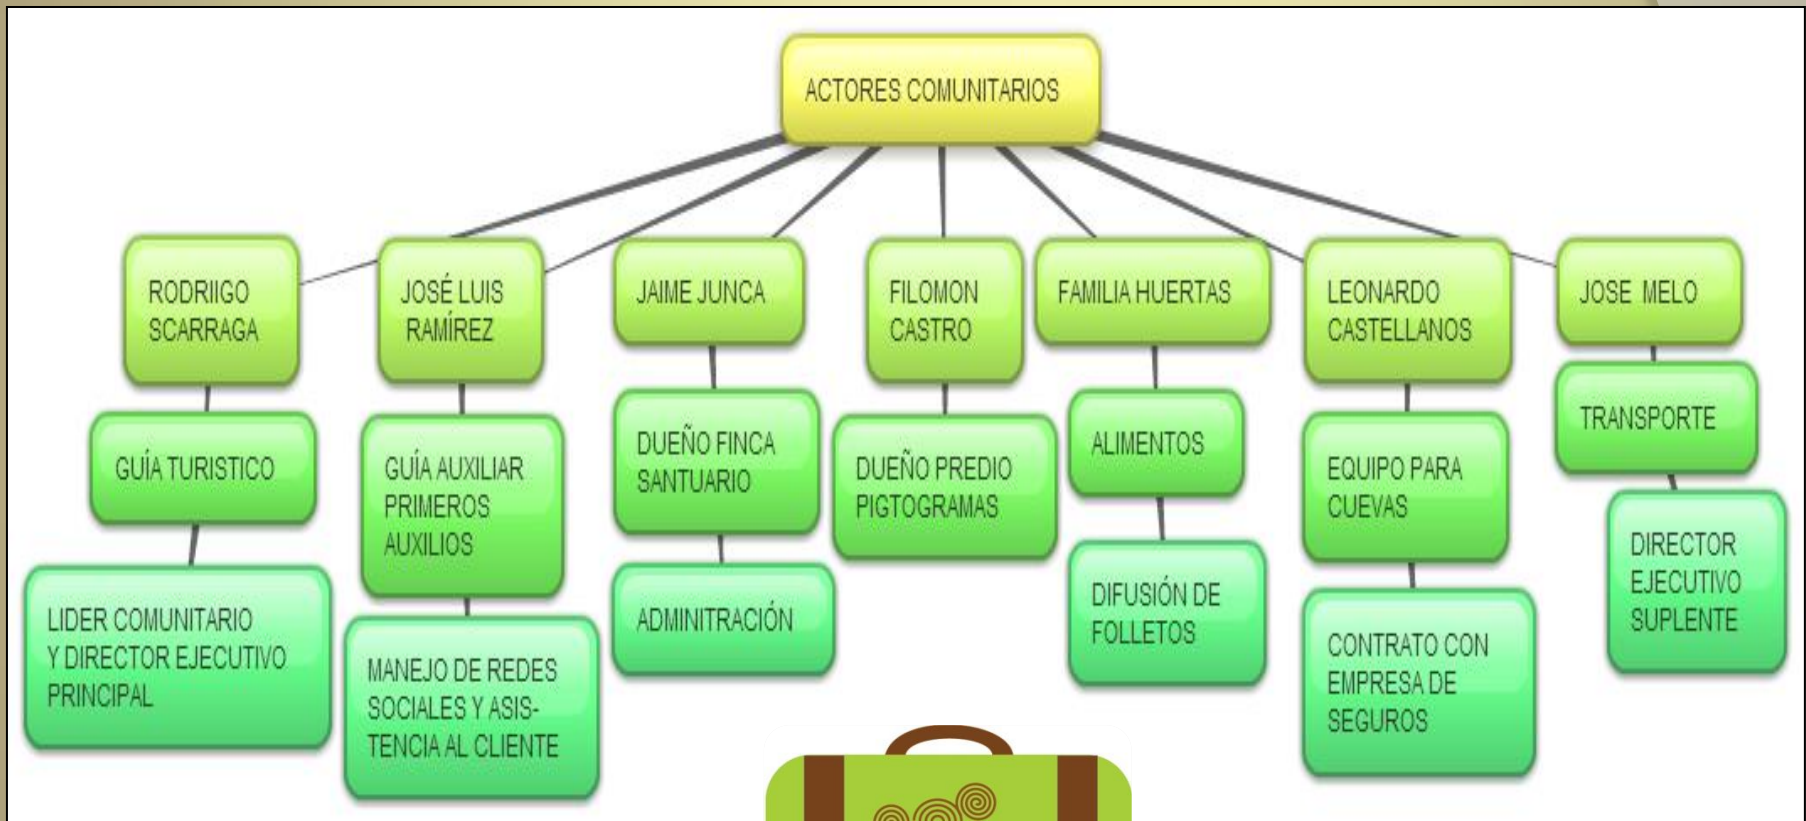 ACTORES COMUNITARIOS
RODRIIGO
SCARRAGA
GUÍA TURISTICO
LIDER COMUNITARIO
Y DIRECTOR EJECUTIVO
PRINCIPAL
JOSÉ LUIS
RAMÍREZ
GUÍA AUXILIAR
PRIMEROS
AUXILIOS
MANEJO DE REDES
SOCIALES Y ASIS-
TENCIA AL CLIENTE
JAIME JUNCA
DUEÑO FINCA
SANTUARIO
ADMINITRACIÓN
FILOMON
CASTRO
DUEÑO PREDIO
PIGTOGRAMAS
FAMILIA HUERTAS
ALIMENTOS
DIFUSIÓN DE
FOLLETOS
LEONARDO
CASTELLANOS
EQUIPO PARA
CUEVAS
CONTRATO CON
EMPRESA DE
SEGUROS
JOSE MELO
TRANSPORTE
DIRECTOR
EJECUTIVO
SUPLENTE